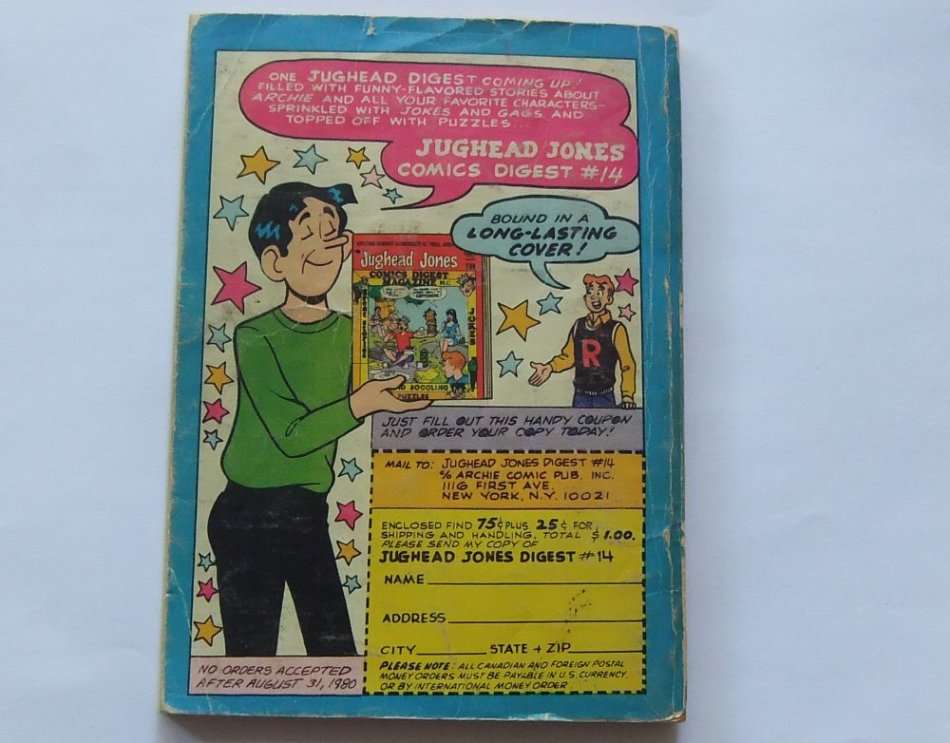 ONE JUGHEAD DIGEST COMING UP!
FILLED WITH FUNNY-FLAVORED STORIES ABOUT
ARCHIE AND ALL YOUR FAVORITE CHARACTERS-
SPRINKLED WITH JOKES AND GAGS AND
TOPPED OFF WITH PUZZLES...
JUGHEAD JONES
COMICS DIGEST #14
BOUND IN A
LONG-LASTING
COVER!
Jughead Jones
COMICS DIGEST
MAGAZINE
JOKES
BOGGLING
PUZZLES
R
JUST FILL OUT THIS HANDY COUPON
AND ORDER YOUR COPY TODAY!
MAIL TO: JUGHEAD JONES DIGEST #14
% ARCHIE COMIC PUB. INC.
1116 FIRST AVE.
NEW YORK, N.Y. 10021
ENCLOSED FIND 75¢ PLUS 25¢ FOR
SHIPPING AND HANDLING. TOTAL $1.00.
PLEASE SEND MY COPY OF
JUGHEAD JONES DIGEST #14
NAME
ADDRESS
CITY STATE + ZIP
PLEASE NOTE: ALL CANADIAN AND FOREIGN POSTAL
MONEY ORDERS MUST BE PAYABLE IN U.S. CURRENCY,
OR BY INTERNATIONAL MONEY ORDER
NO ORDERS ACCEPTED
AFTER AUGUST 31, 1980